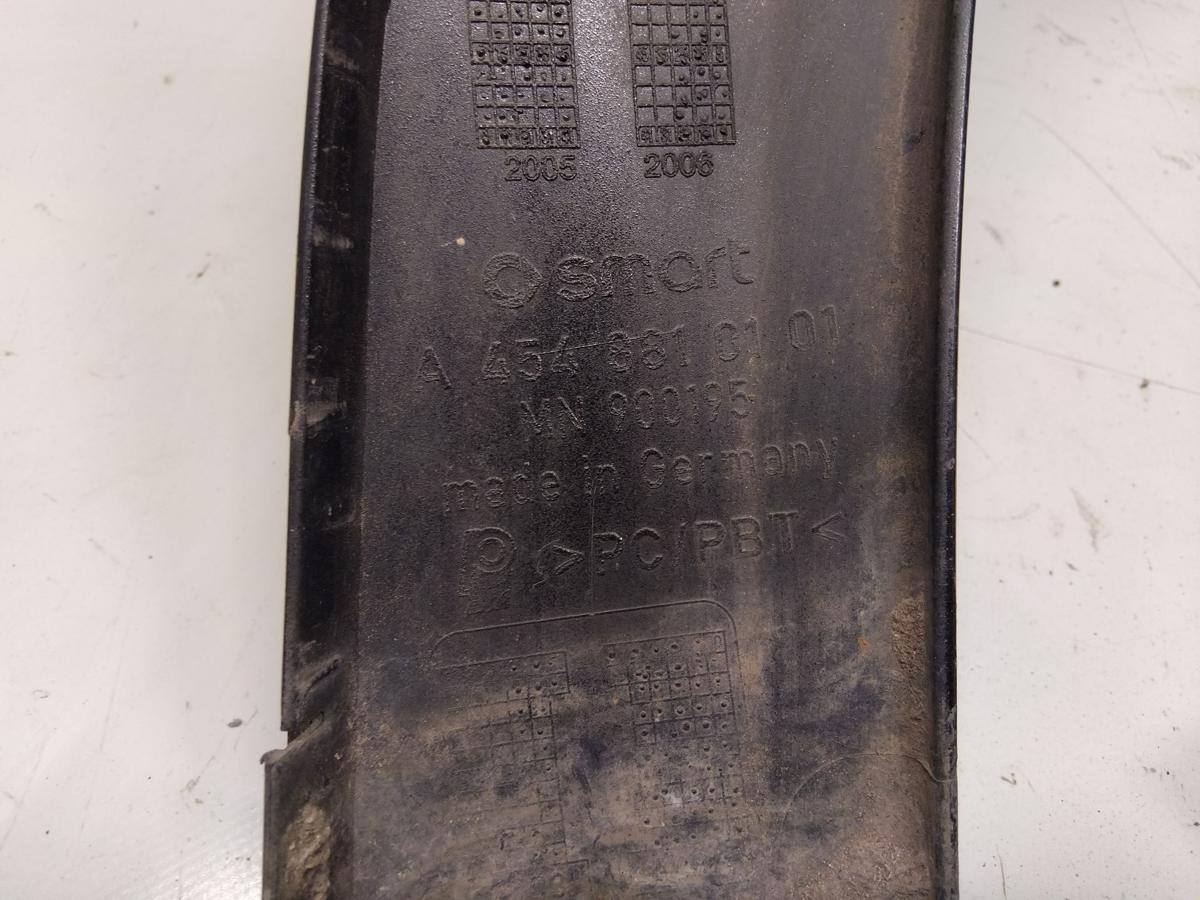 2005 2006
smart
A 454 881 01 01
MN 900195
made in Germany
>PC/PBT<